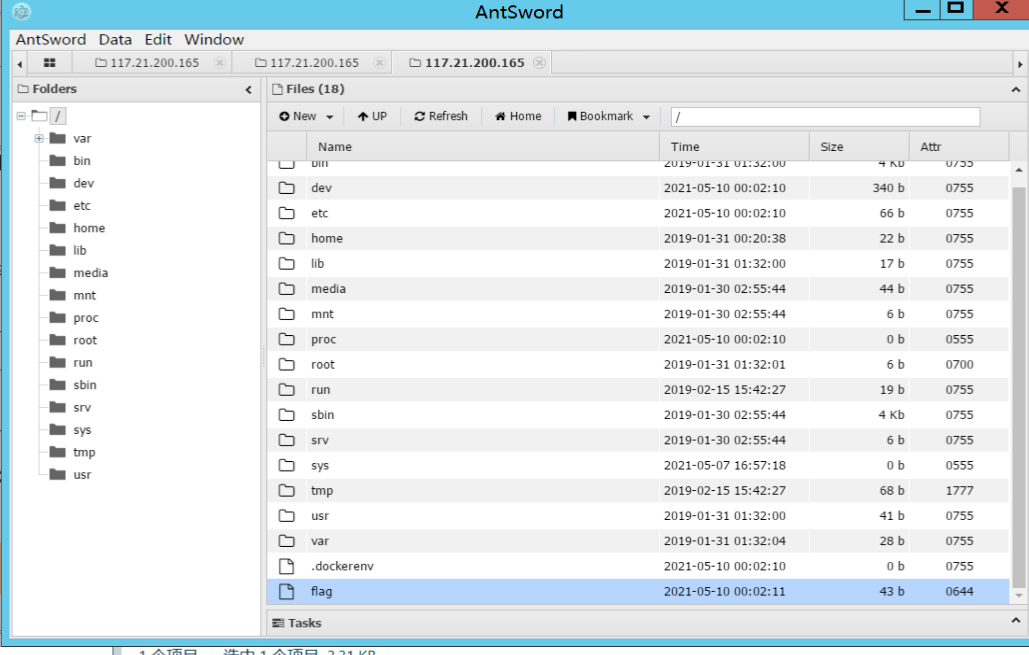 AntSword
AntSword Data Edit Window
117.21.200.165 117.21.200.165 117.21.200.165
Folders
/
var
bin
dev
etc
home
lib
media
mnt
proc
root
run
sbin
srv
sys
tmp
usr
Files (18)
New UP Refresh Home Bookmark /
Name Time Size Attr
bin 2019-01-31 01:32:00 4 Kb 0755
dev 2021-05-10 00:02:10 340 b 0755
etc 2021-05-10 00:02:10 66 b 0755
home 2019-01-31 00:20:38 22 b 0755
lib 2019-01-31 01:32:00 17 b 0755
media 2019-01-30 02:55:44 44 b 0755
mnt 2019-01-30 02:55:44 6 b 0755
proc 2021-05-10 00:02:10 0 b 0555
root 2019-01-31 01:32:01 6 b 0700
run 2019-02-15 15:42:27 19 b 0755
sbin 2019-01-30 02:55:44 4 Kb 0755
srv 2019-01-30 02:55:44 6 b 0755
sys 2021-05-07 16:57:18 0 b 0555
tmp 2019-02-15 15:42:27 68 b 1777
usr 2019-01-31 01:32:00 41 b 0755
var 2019-01-31 01:32:04 28 b 0755
.dockerenv 2021-05-10 00:02:10 0 b 0755
flag 2021-05-10 00:02:11 43 b 0644
Tasks
1 个项目 选中 1 个项目 2.31 KB